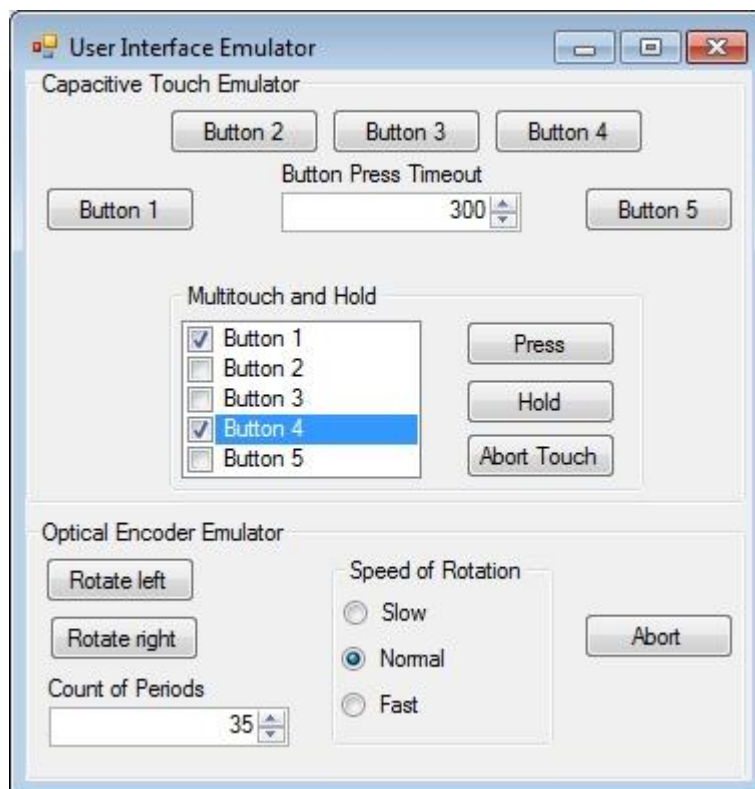 User Interface Emulator
Capacitive Touch Emulator
Button 2 Button 3 Button 4
Button Press Timeout
Button 1 300 Button 5
Multitouch and Hold
Button 1
Button 2
Button 3
Button 4
Button 5
Press
Hold
Abort Touch
Optical Encoder Emulator
Rotate left
Rotate right
Count of Periods
35
Speed of Rotation
Slow
Normal
Fast
Abort